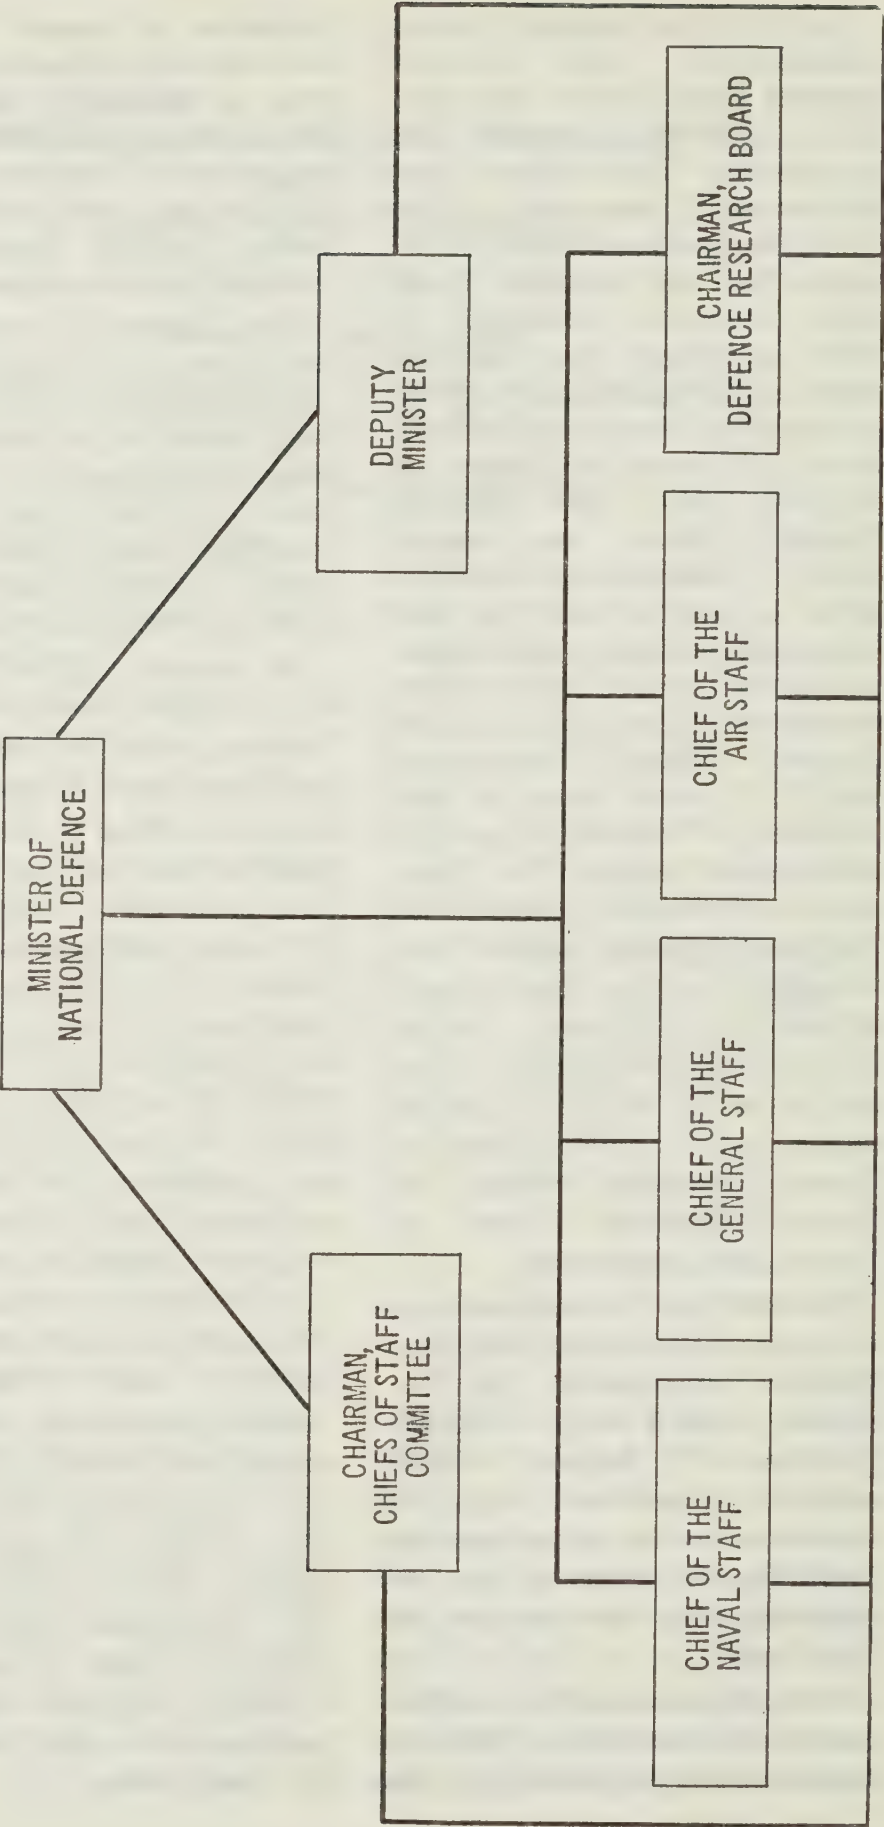 MINISTER OF
NATIONAL DEFENCE
CHAIRMAN,
CHIEFS OF STAFF
COMMITTEE
DEPUTY
MINISTER
CHIEF OF THE
NAVAL STAFF
CHIEF OF THE
GENERAL STAFF
CHIEF OF THE
AIR STAFF
CHAIRMAN,
DEFENCE RESEARCH BOARD